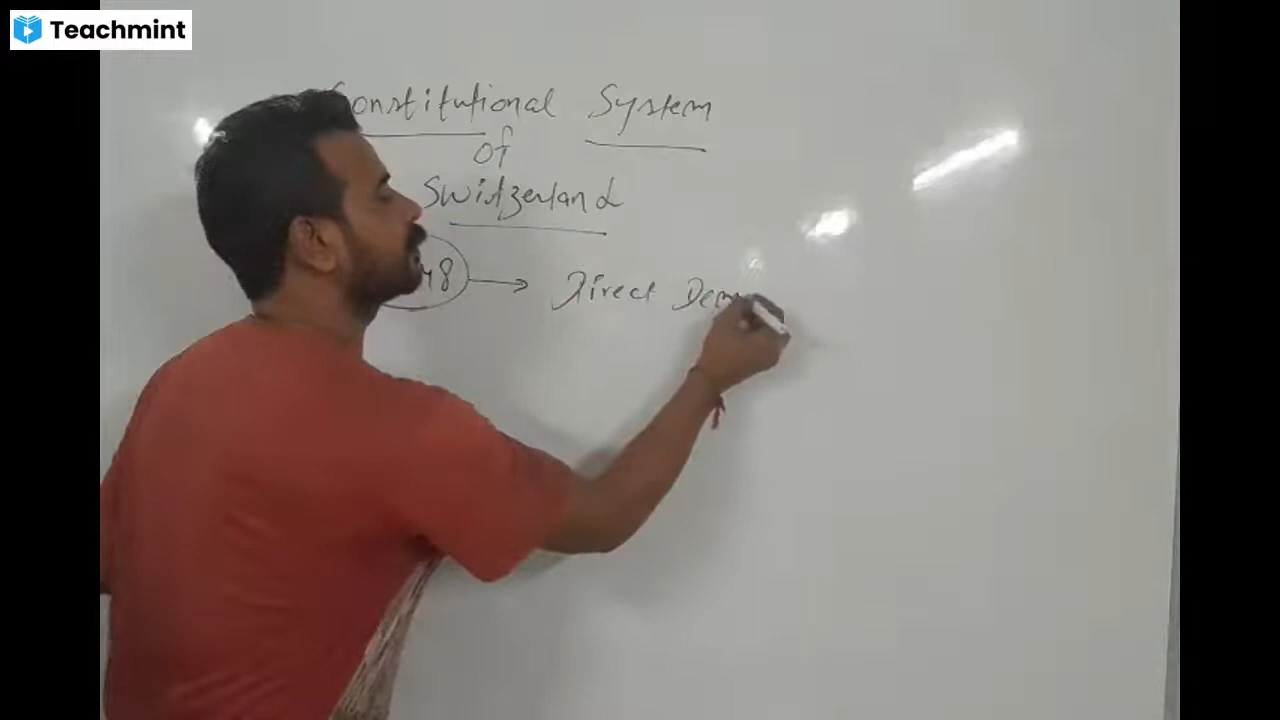 Teachmint
Constitutional System
of
Switzerland
48 → Direct Dem